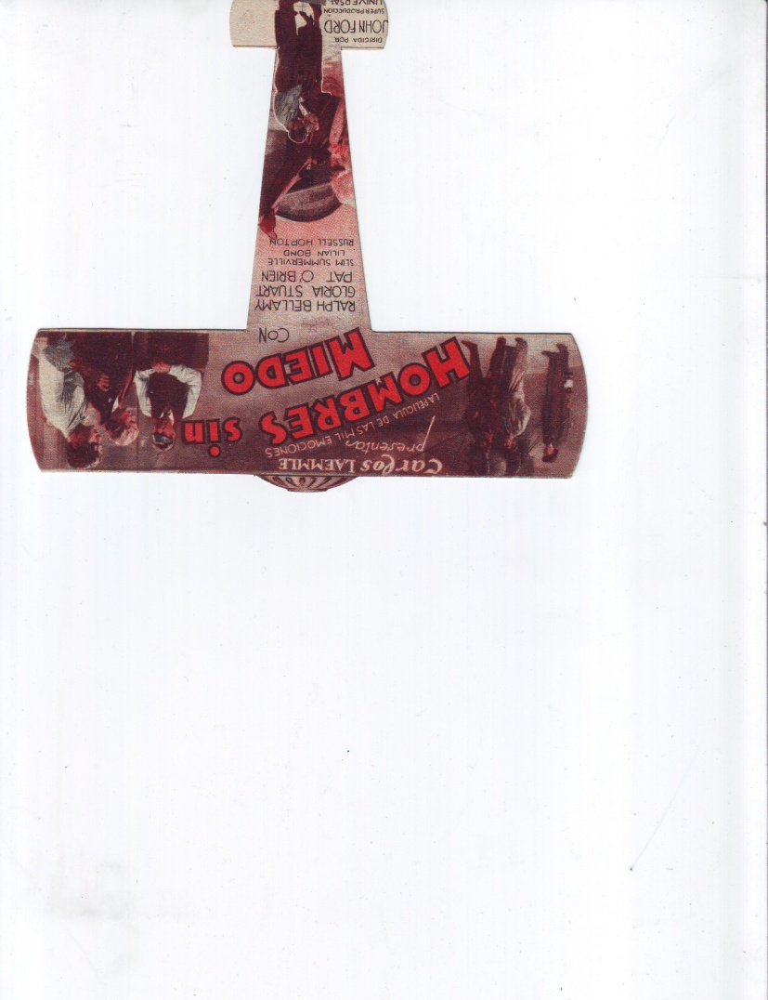 Carlos LAEMMLE
presenta
LA PELICULA DE LAS MIL EMOCIONES
HOMBRES sin
MIEDO
CON
RALPH BELLAMY
GLORIA STUART
PAT O'BRIEN
SLIM SUMMERVILLE
LILIAN BOND
RUSSELL HOPTON
DIRIGIDA POR
JOHN FORD
SUPERPRODUCCION
UNIVERSAL